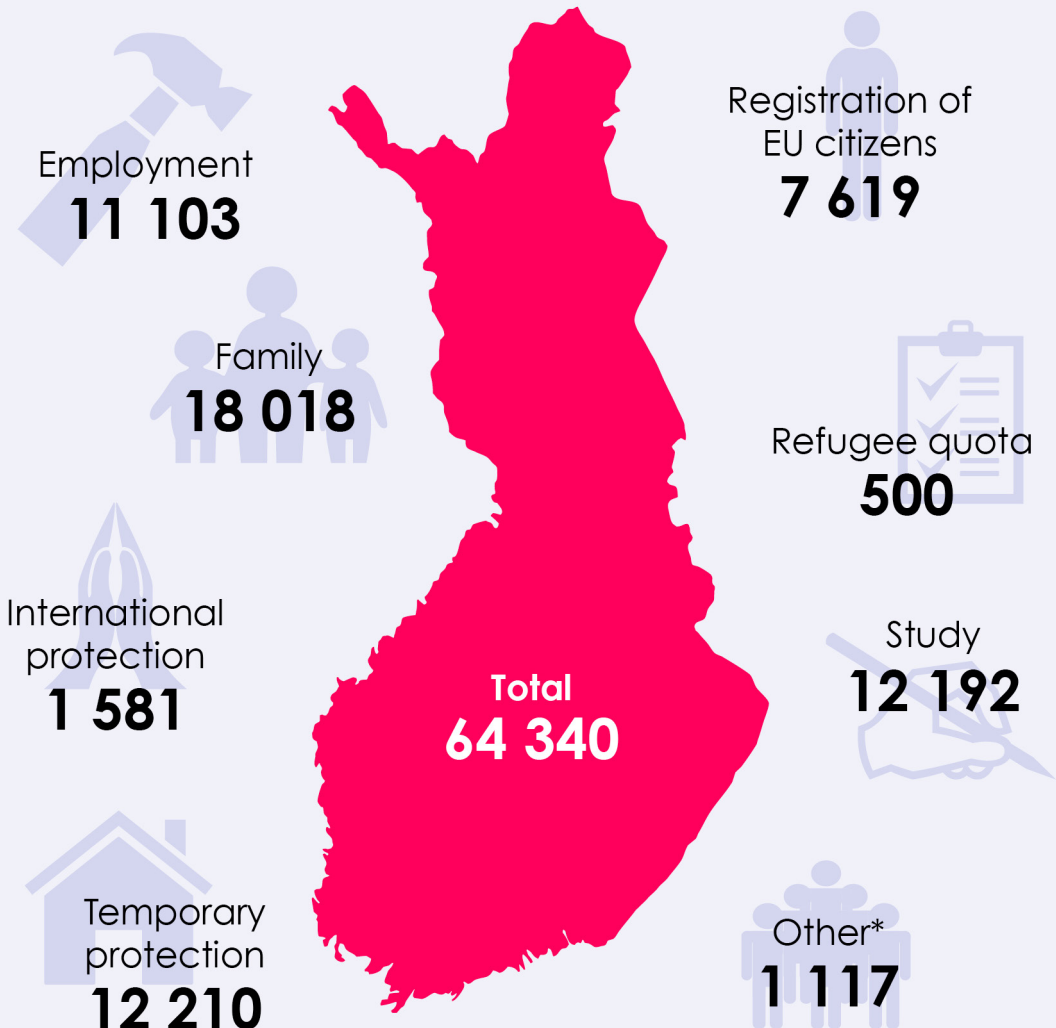 Employment
11 103
Registration of
EU citizens
7 619
Family
18 018
Refugee quota
500
International
protection
1 581
Study
12 192
Total
64 340
Temporary
protection
12 210
Other*
1 117